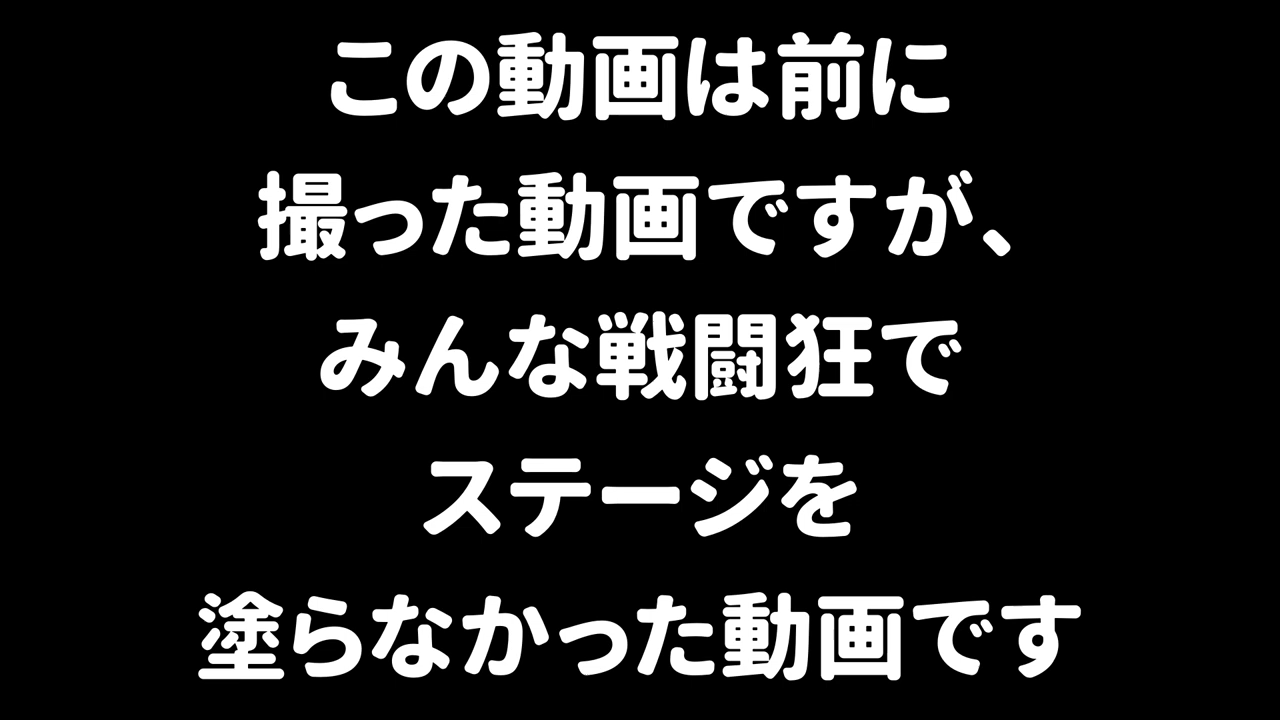 この動画は前に
撮った動画ですが、
みんな戦闘狂で
ステージを
塗らなかった動画です